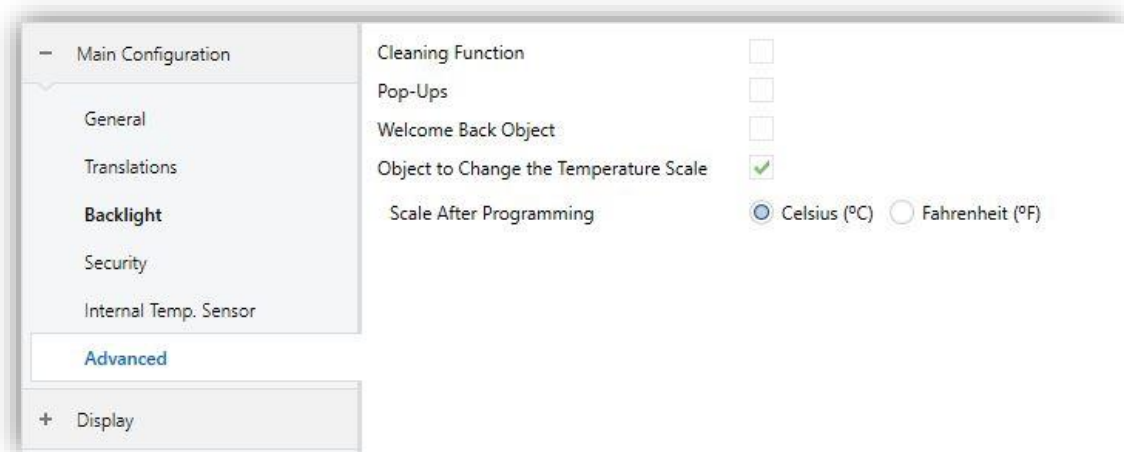 Main Configuration
General
Translations
Backlight
Security
Internal Temp. Sensor
Advanced
Display
Cleaning Function
Pop-Ups
Welcome Back Object
Object to Change the Temperature Scale
Scale After Programming Celsius (ºC) Fahrenheit (ºF)